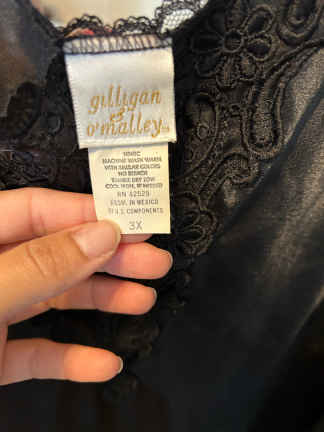 gilligan
&
o'malley
MACHINE WASH WARM
WITH SIMILAR COLORS
NO BLEACH
TUMBLE DRY LOW
COOL IRON, IF NEEDED
RN 52529
ASSM. IN MEXICO
OF U.S. COMPONENTS
3X